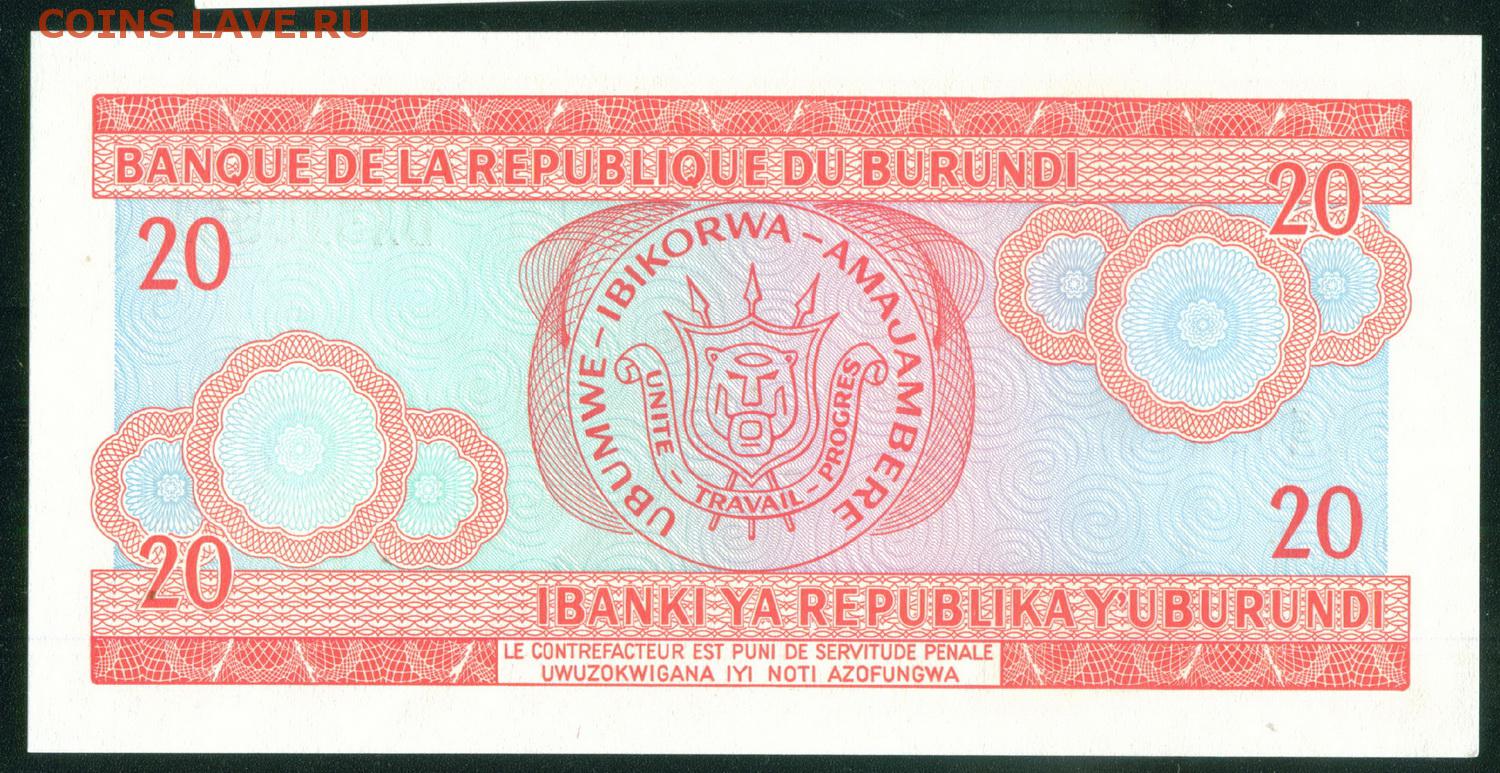 COINS.LAVE.RU
BANQUE DE LA REPUBLIQUE DU BURUNDI
20
20
UBUMWE – IBIKORWA – AMAJAMBERE
UNITE – TRAVAIL – PROGRES
20
20
IBANKI YA REPUBLIKA Y'UBURUNDI
LE CONTREFACTEUR EST PUNI DE SERVITUDE PENALE
UWUZOKWIGANA IYI NOTI AZOFUNGWA